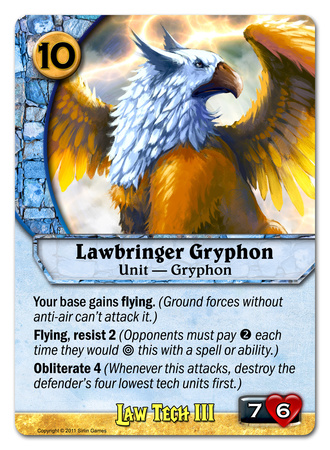 10
Lawbringer Gryphon
Unit — Gryphon
Your base gains flying. (Ground forces without
anti-air can't attack it.)
Flying, resist 2 (Opponents must pay ❷ each
time they would ◎ this with a spell or ability.)
Obliterate 4 (Whenever this attacks, destroy the
defender's four lowest tech units first.)
Law Tech III
7 6
Copyright © 2011 Sirlin Games